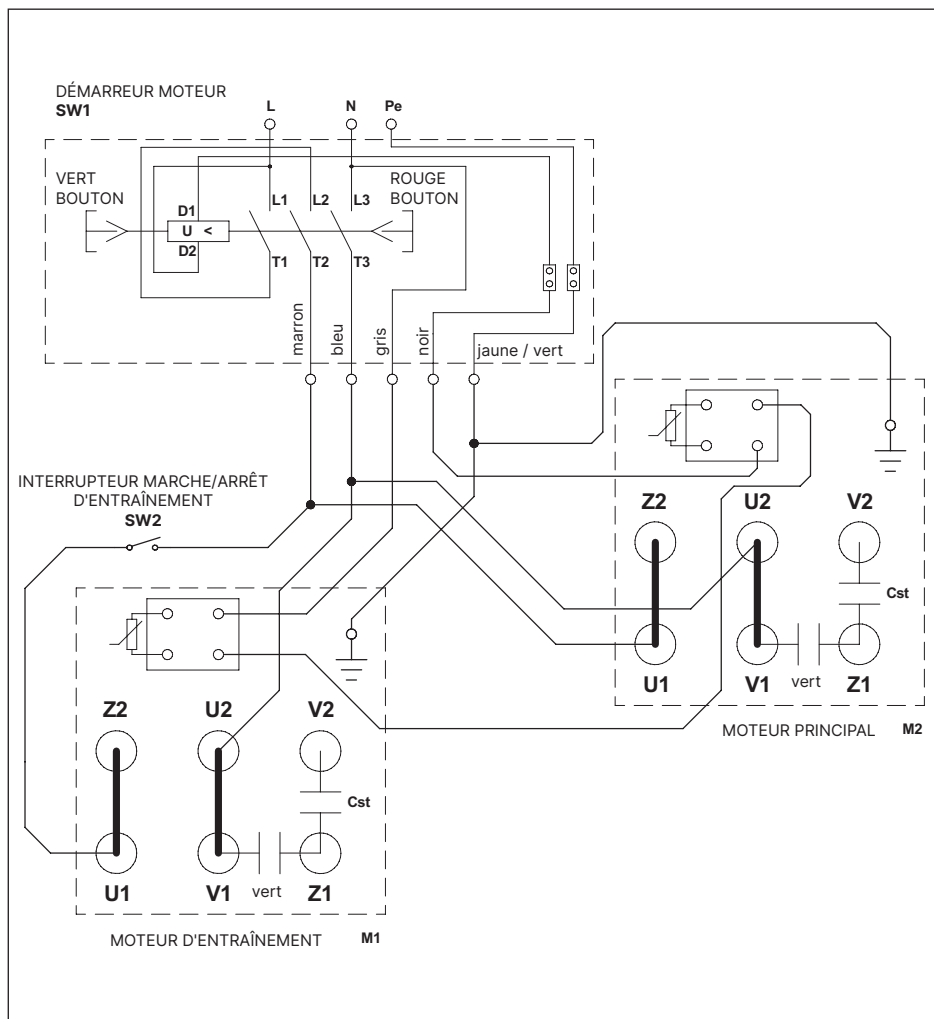 DÉMARREUR MOTEUR
SW1
L
N
Pe
VERT
BOUTON
D1
U <
D2
L1
L2
L3
ROUGE
BOUTON
T1
T2
T3
marron
bleu
gris
noir
jaune / vert
INTERRUPTEUR MARCHE/ARRÊT
D'ENTRAÎNEMENT
SW2
Z2
U2
V2
Cst
U1
V1
vert
Z1
MOTEUR PRINCIPAL M2
Z2
U2
V2
Cst
U1
V1
vert
Z1
MOTEUR D'ENTRAÎNEMENT M1